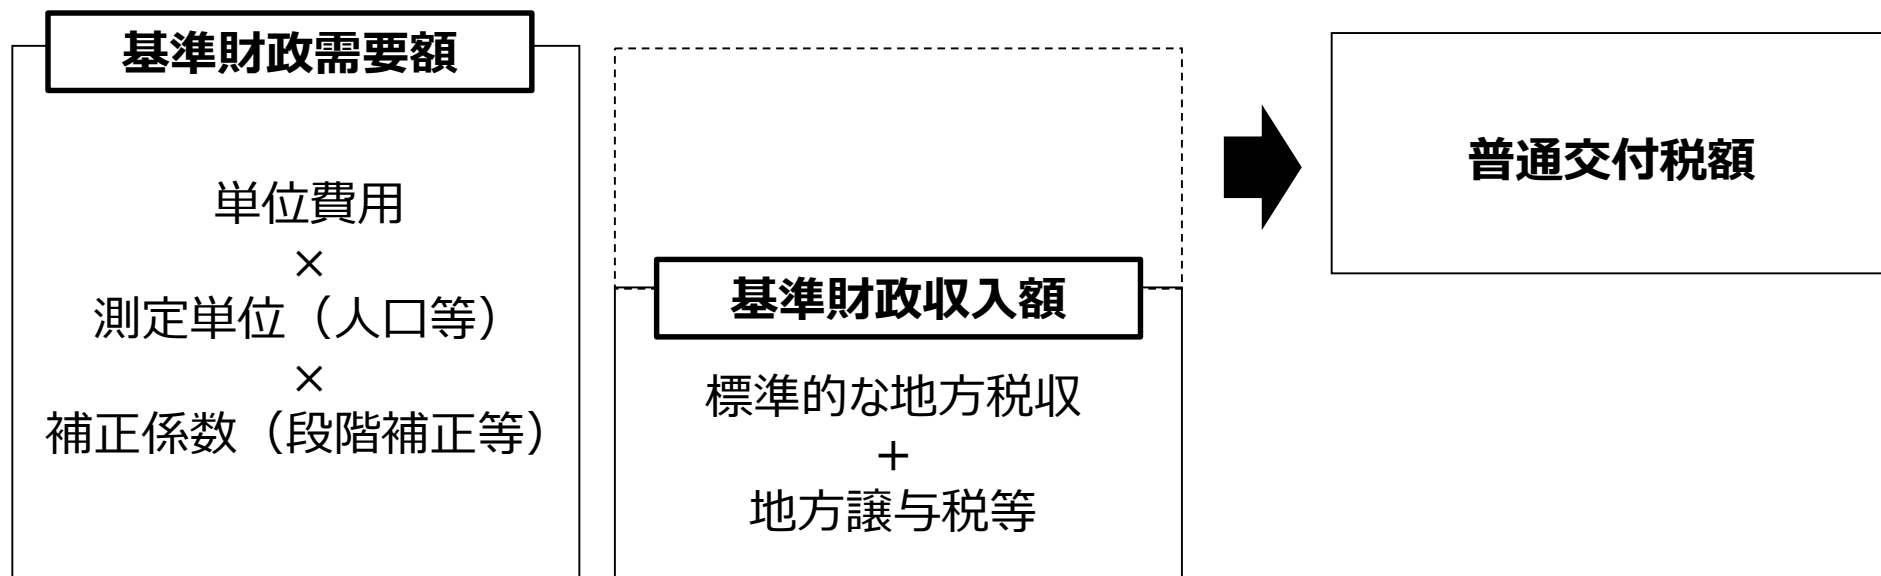 基準財政需要額
単位費用
×
測定単位（人口等）
×
補正係数（段階補正等）
基準財政収入額
標準的な地方税収
+
地方譲与税等
普通交付税額